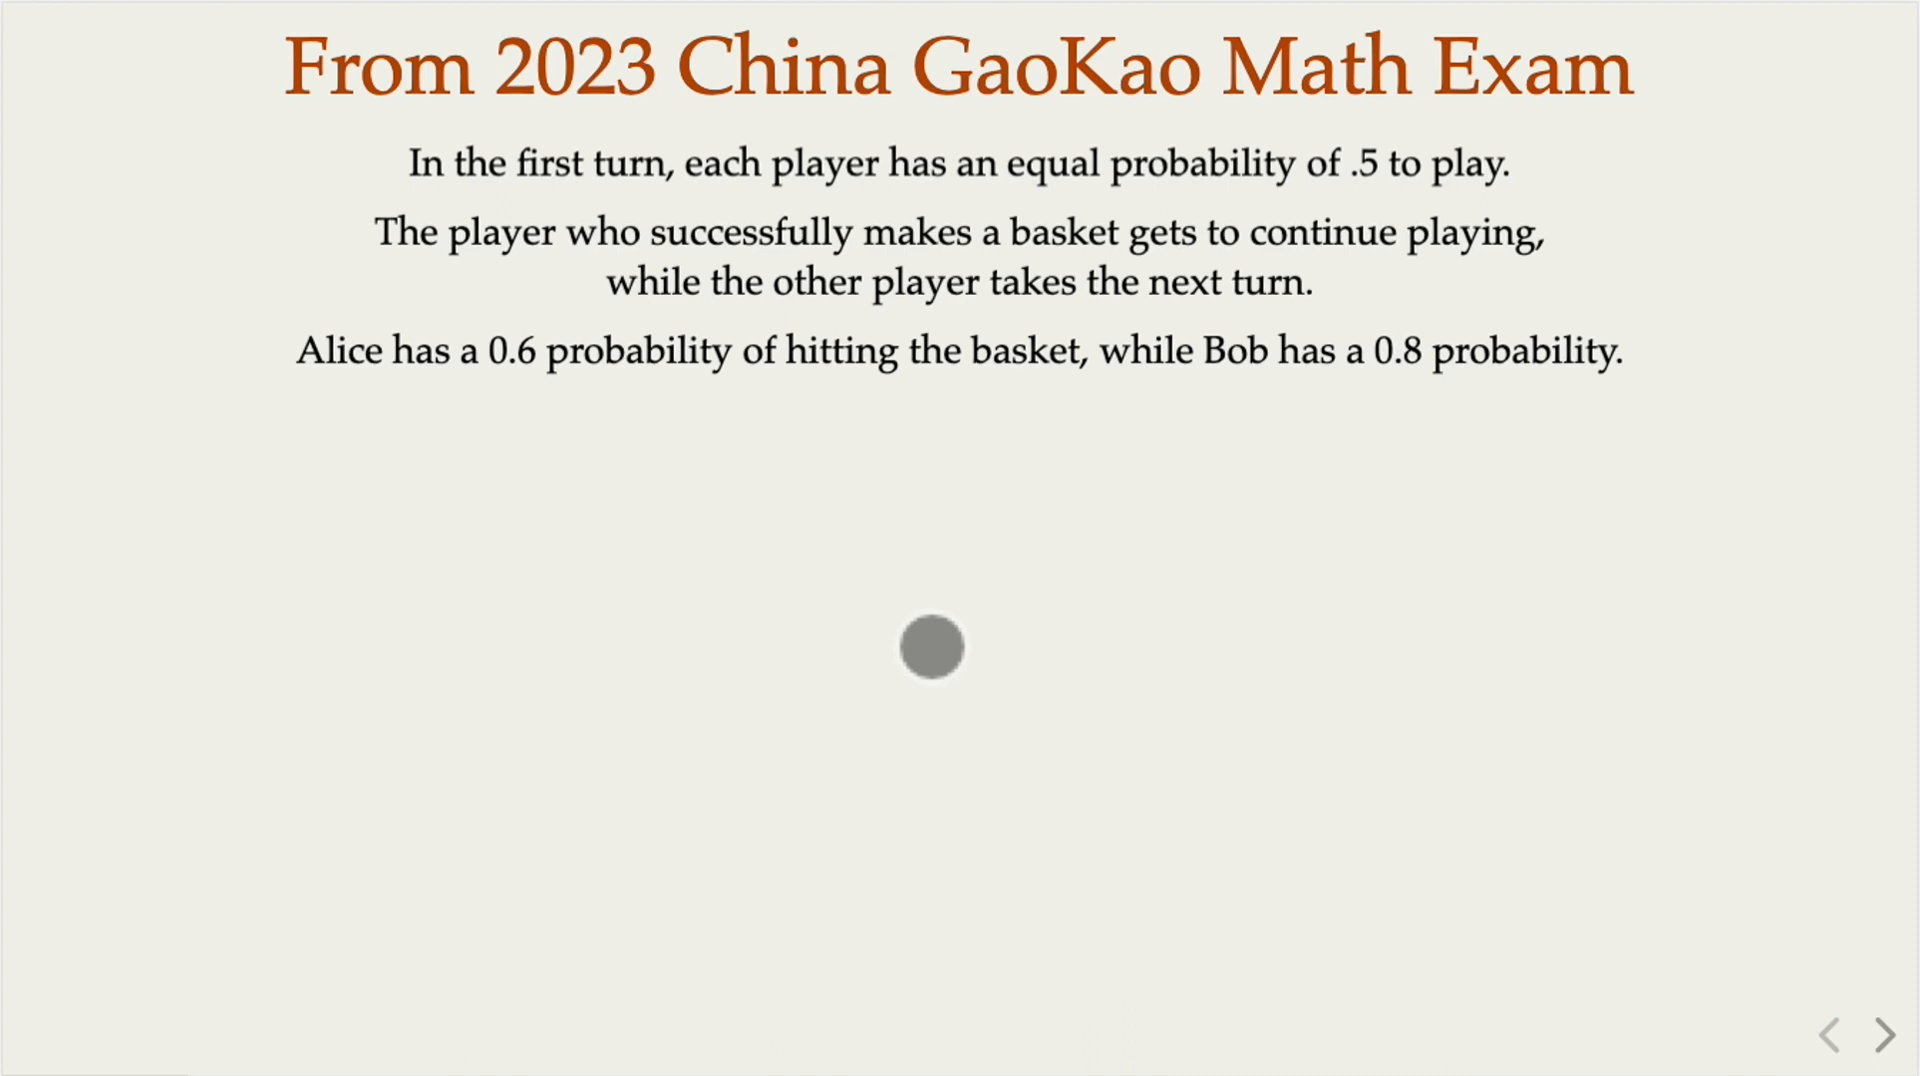 From 2023 China GaoKao Math Exam
In the first turn, each player has an equal probability of .5 to play.
The player who successfully makes a basket gets to continue playing,
while the other player takes the next turn.
Alice has a 0.6 probability of hitting the basket, while Bob has a 0.8 probability.